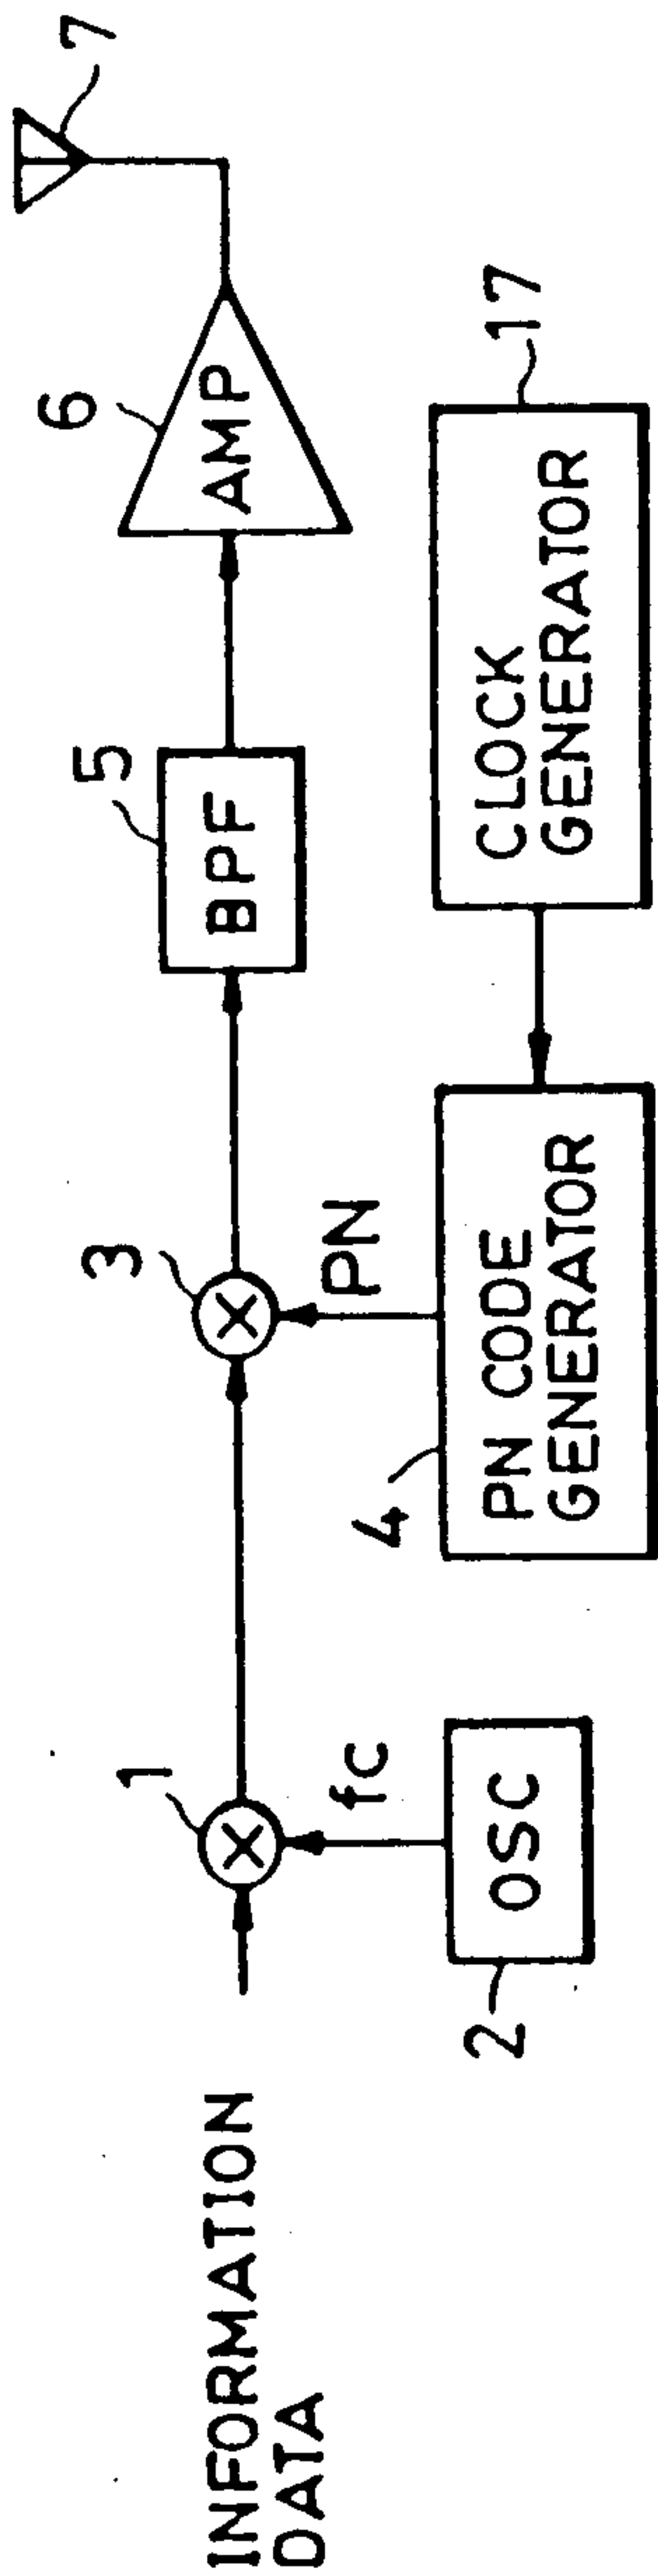 INFORMATION
DATA
1
fc
2
OSC
3
PN
4
PN CODE
GENERATOR
5
BPF
6
AMP
7
CLOCK
GENERATOR
17